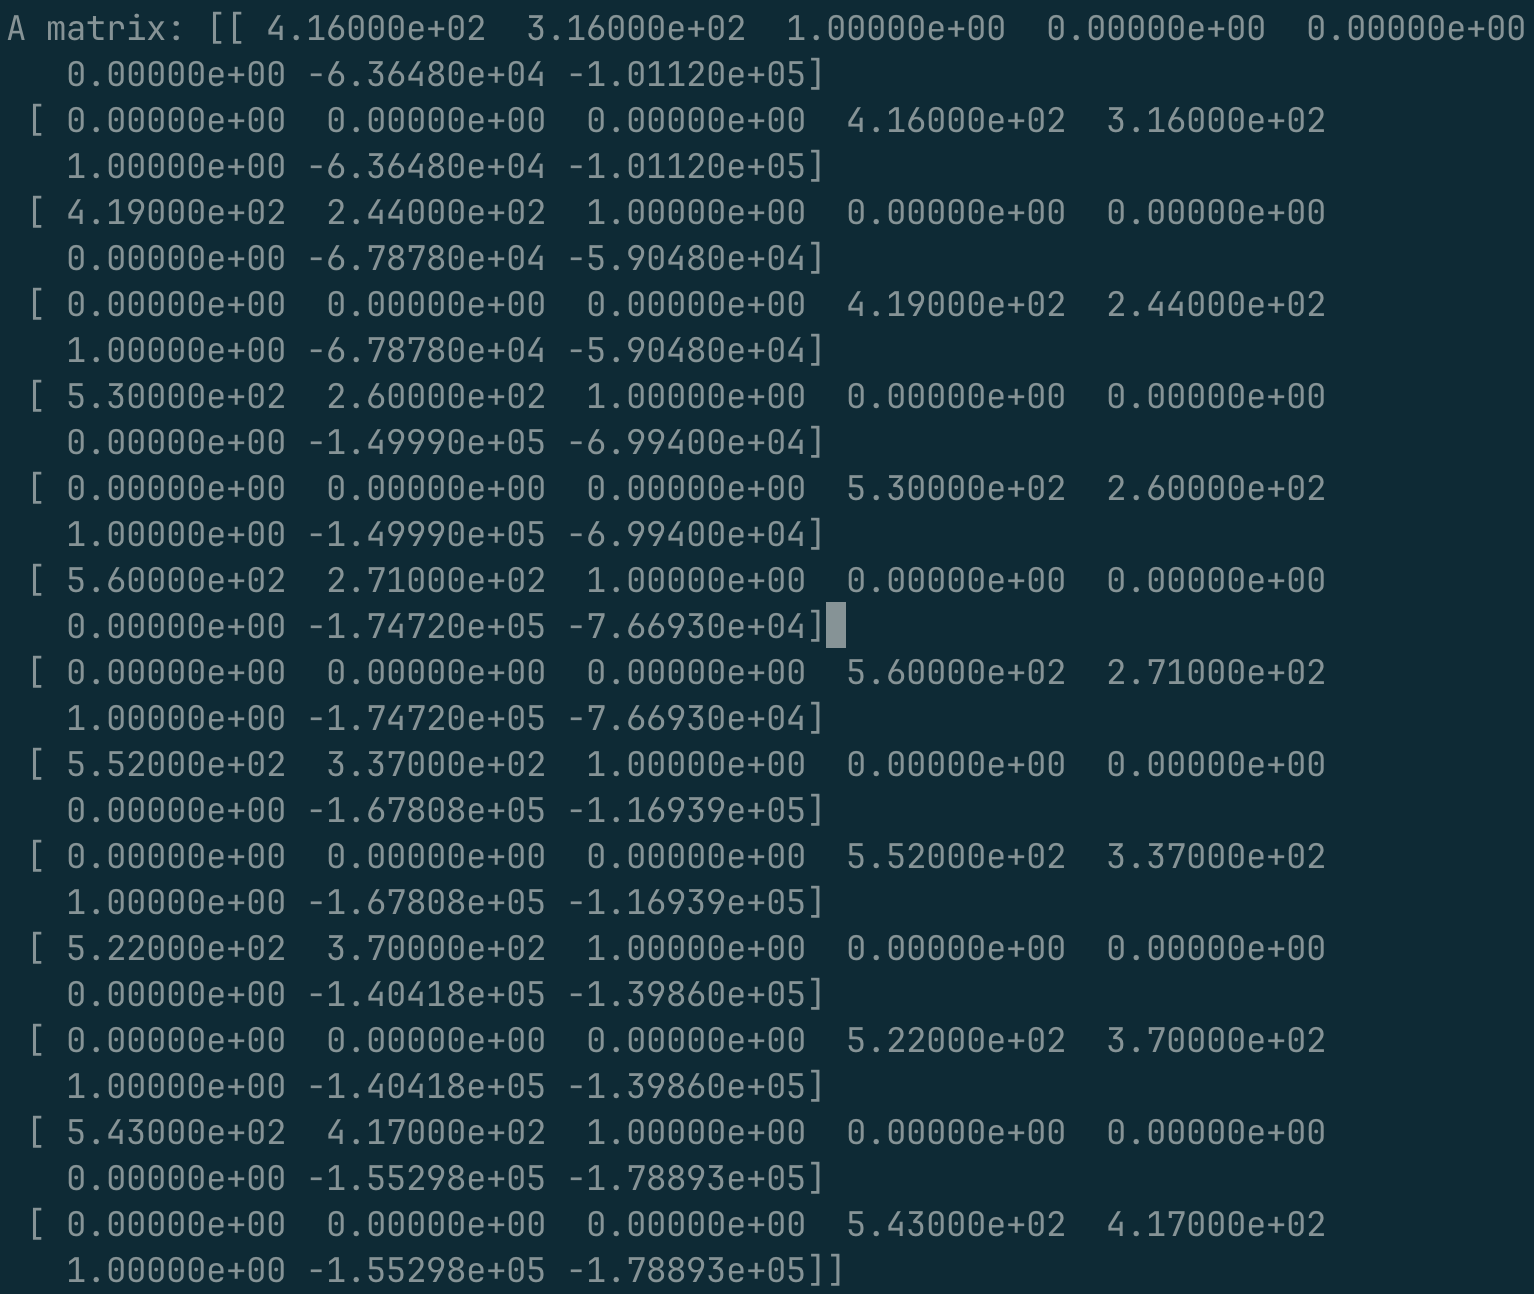 A matrix: [[ 4.16000e+02  3.16000e+02  1.00000e+00  0.00000e+00  0.00000e+00
   0.00000e+00 -6.36480e+04 -1.01120e+05]
 [ 0.00000e+00  0.00000e+00  0.00000e+00  4.16000e+02  3.16000e+02
   1.00000e+00 -6.36480e+04 -1.01120e+05]
 [ 4.19000e+02  2.44000e+02  1.00000e+00  0.00000e+00  0.00000e+00
   0.00000e+00 -6.78780e+04 -5.90480e+04]
 [ 0.00000e+00  0.00000e+00  0.00000e+00  4.19000e+02  2.44000e+02
   1.00000e+00 -6.78780e+04 -5.90480e+04]
 [ 5.30000e+02  2.60000e+02  1.00000e+00  0.00000e+00  0.00000e+00
   0.00000e+00 -1.49990e+05 -6.99400e+04]
 [ 0.00000e+00  0.00000e+00  0.00000e+00  5.30000e+02  2.60000e+02
   1.00000e+00 -1.49990e+05 -6.99400e+04]
 [ 5.60000e+02  2.71000e+02  1.00000e+00  0.00000e+00  0.00000e+00
   0.00000e+00 -1.74720e+05 -7.66930e+04]
 [ 0.00000e+00  0.00000e+00  0.00000e+00  5.60000e+02  2.71000e+02
   1.00000e+00 -1.74720e+05 -7.66930e+04]
 [ 5.52000e+02  3.37000e+02  1.00000e+00  0.00000e+00  0.00000e+00
   0.00000e+00 -1.67808e+05 -1.16939e+05]
 [ 0.00000e+00  0.00000e+00  0.00000e+00  5.52000e+02  3.37000e+02
   1.00000e+00 -1.67808e+05 -1.16939e+05]
 [ 5.22000e+02  3.70000e+02  1.00000e+00  0.00000e+00  0.00000e+00
   0.00000e+00 -1.40418e+05 -1.39860e+05]
 [ 0.00000e+00  0.00000e+00  0.00000e+00  5.22000e+02  3.70000e+02
   1.00000e+00 -1.40418e+05 -1.39860e+05]
 [ 5.43000e+02  4.17000e+02  1.00000e+00  0.00000e+00  0.00000e+00
   0.00000e+00 -1.55298e+05 -1.78893e+05]
 [ 0.00000e+00  0.00000e+00  0.00000e+00  5.43000e+02  4.17000e+02
   1.00000e+00 -1.55298e+05 -1.78893e+05]]